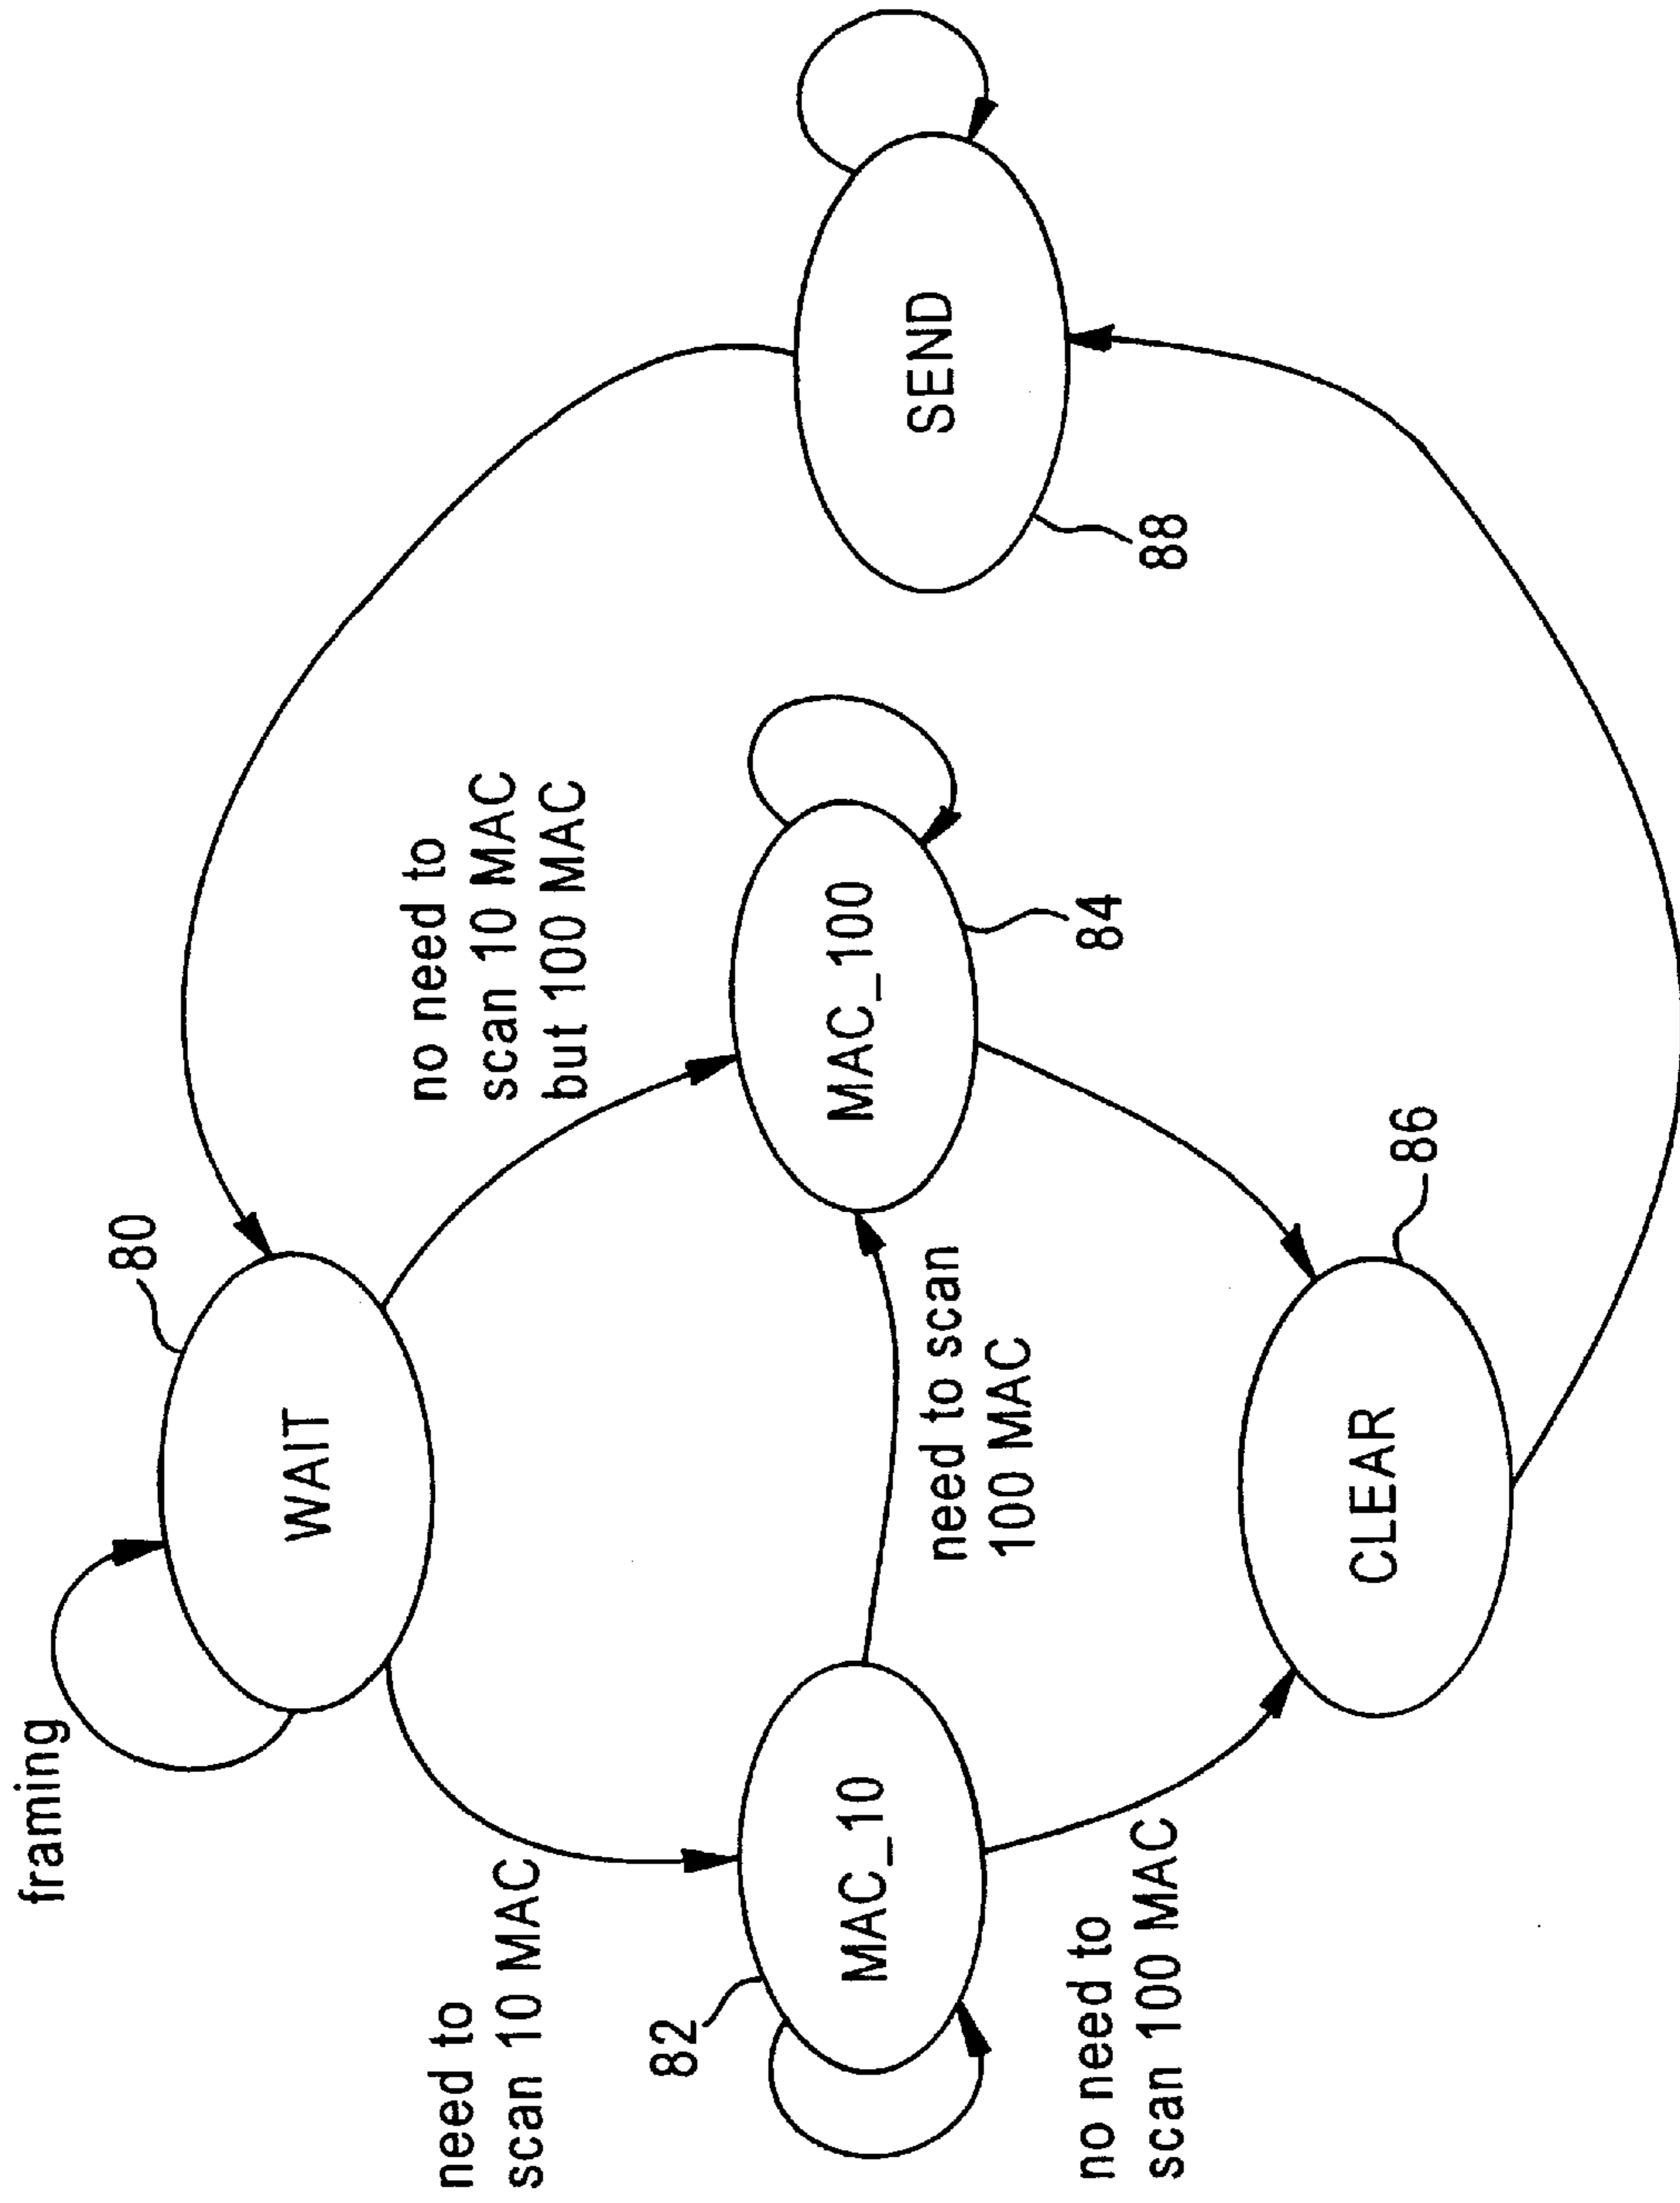 framing
80
WAIT
need to
scan 10 MAC
no need to
scan 10 MAC
but 100 MAC
82
MAC_10
MAC_100
SEND
need to scan
100 MAC
84
88
no need to
scan 100 MAC
CLEAR
86